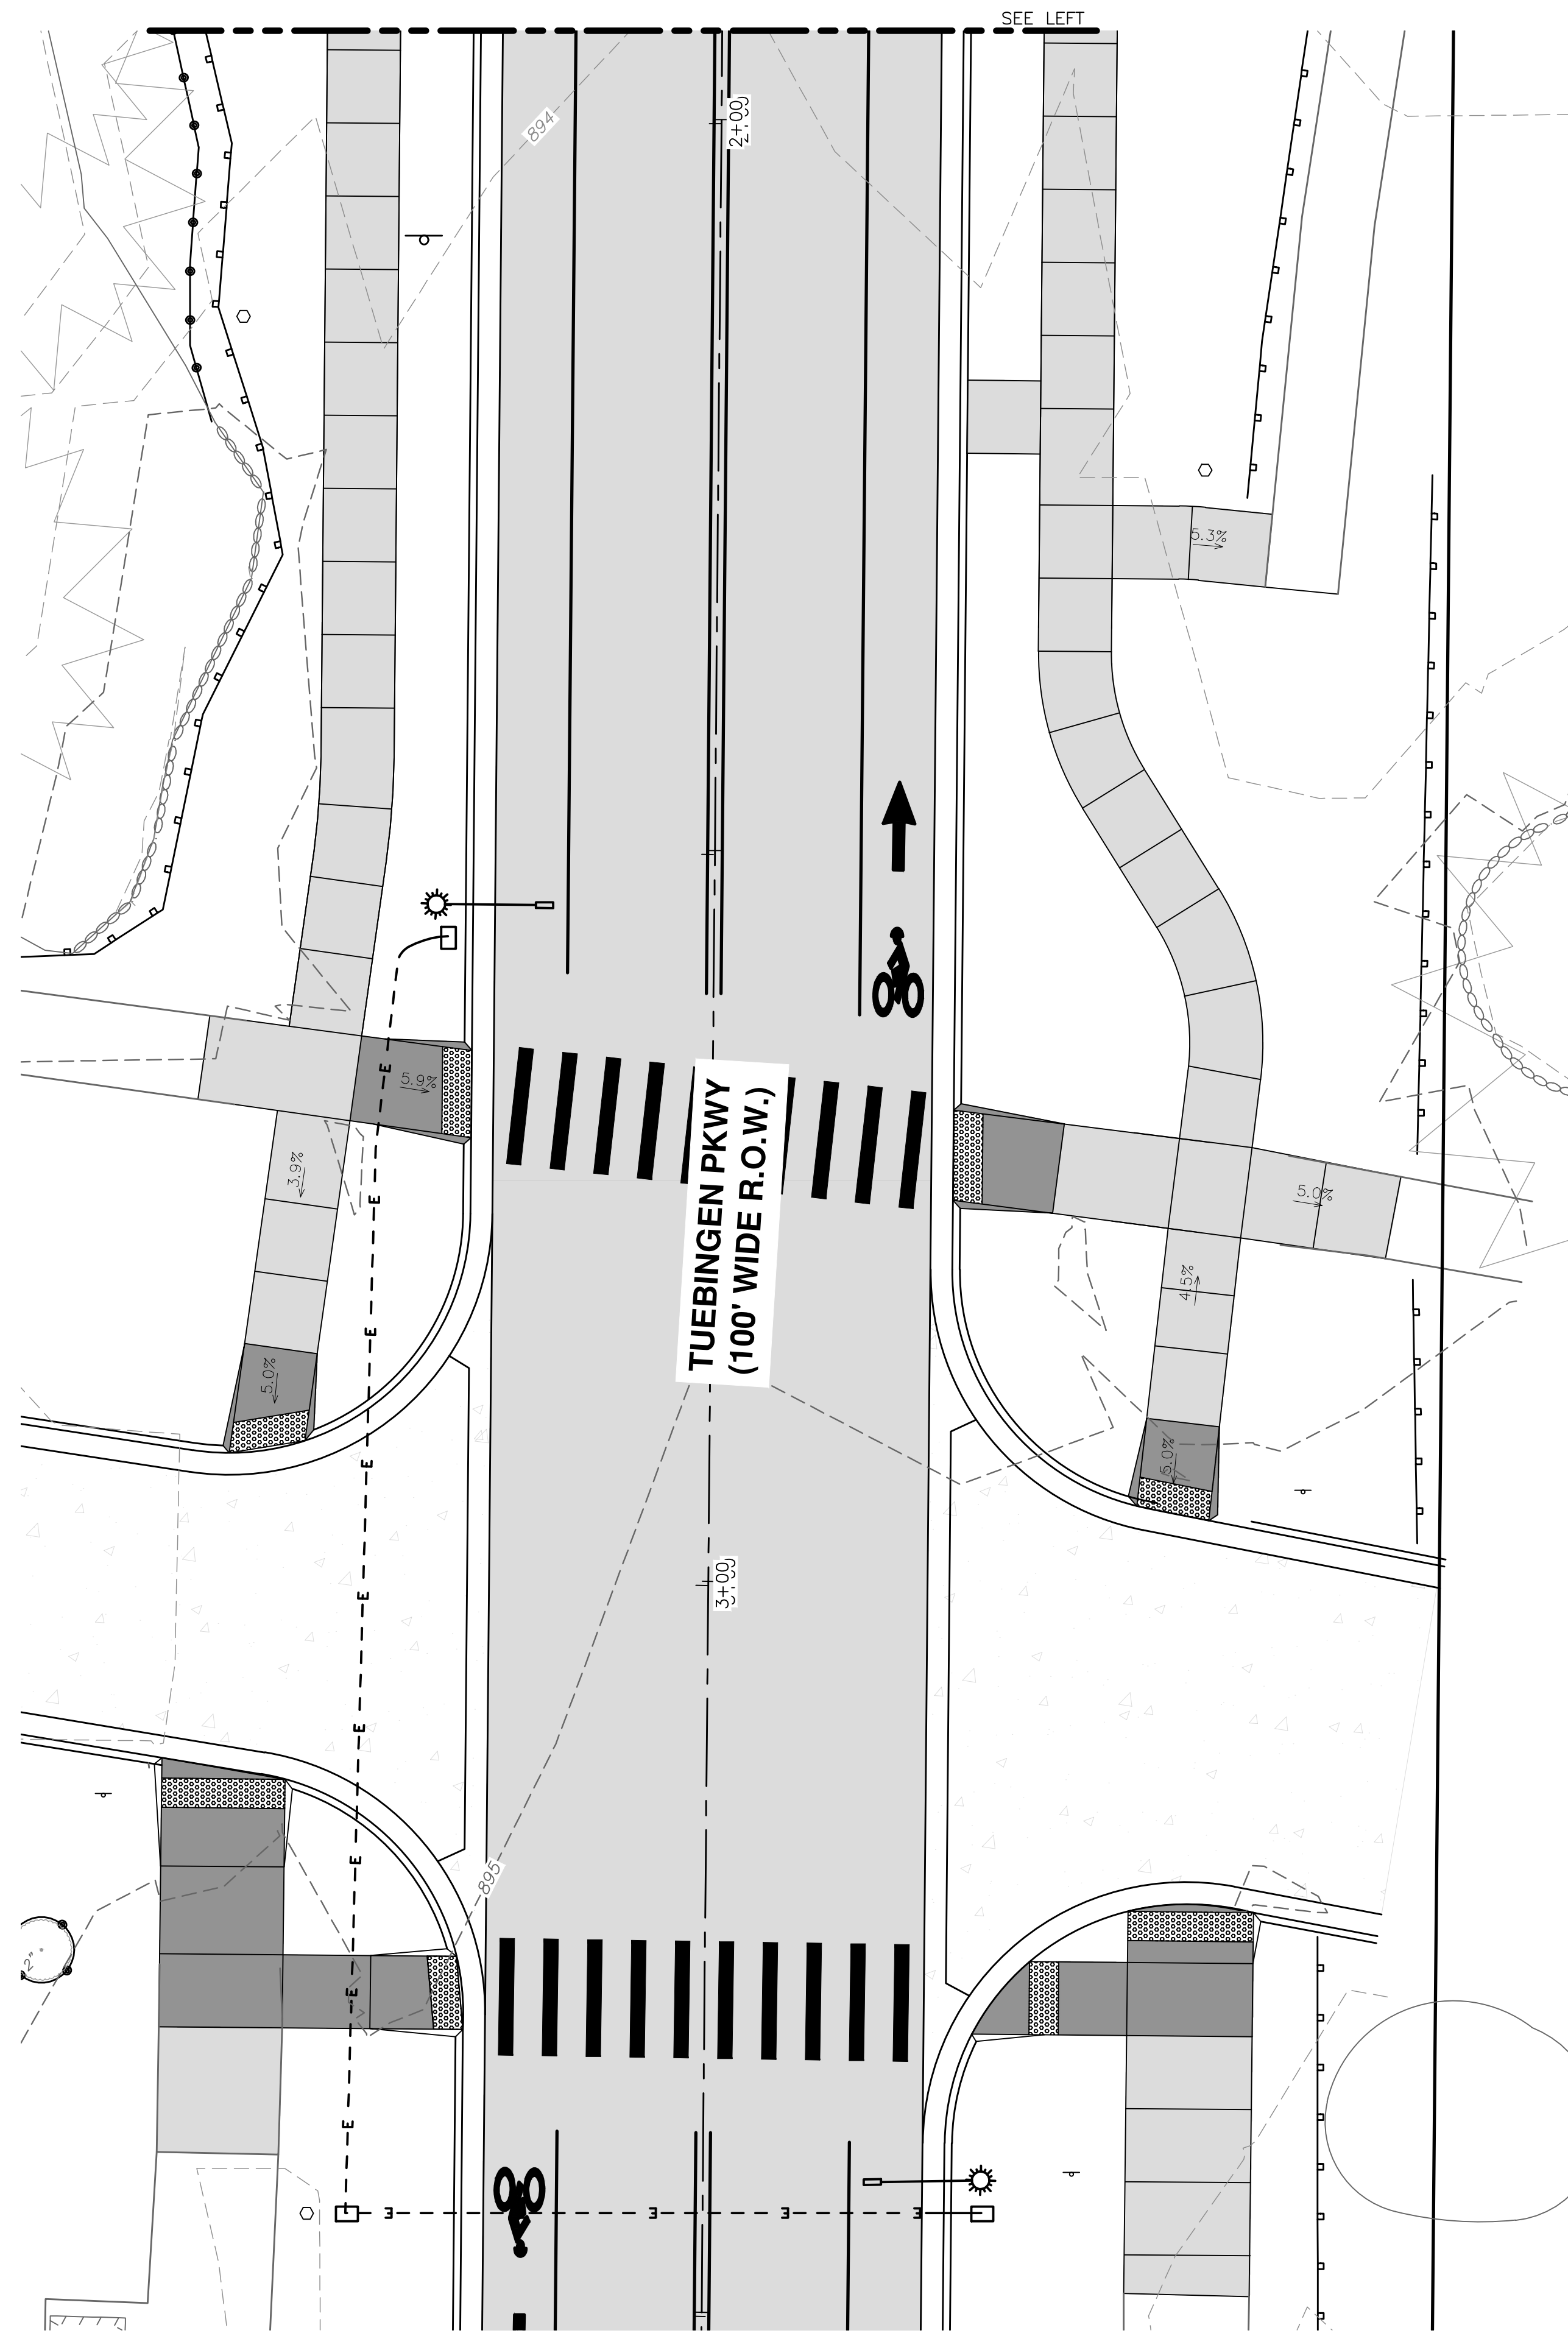 SEE LEFT
894
2+00
5.3%
5.9%
TUEBINGEN PKWY
(100' WIDE R.O.W.)
3.9%
5.0%
4.5%
5.0%
5.0%
3+00
895
2"
E
E
E
E
E
E
E
E
E
E
E
E
E